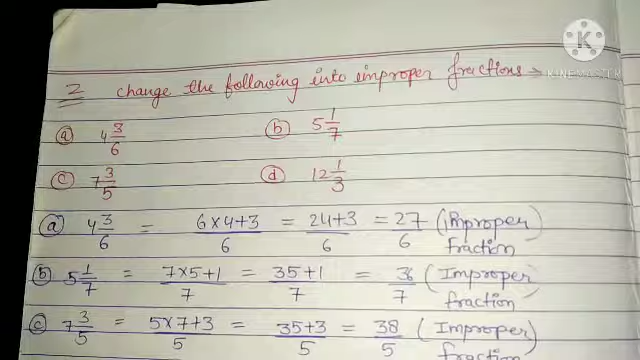 K
KINEMASTER
2 change the following into improper fractions :-
(a) 4 3/6 (b) 5 1/7
(c) 7 3/5 (d) 12 1/3
(a) 4 3/6 = 6×4+3/6 = 24+3/6 = 27/6 (Improper fraction)
(b) 5 1/7 = 7×5+1/7 = 35+1/7 = 36/7 (Improper fraction)
(c) 7 3/5 = 5×7+3/5 = 35+3/5 = 38/5 (Improper fraction